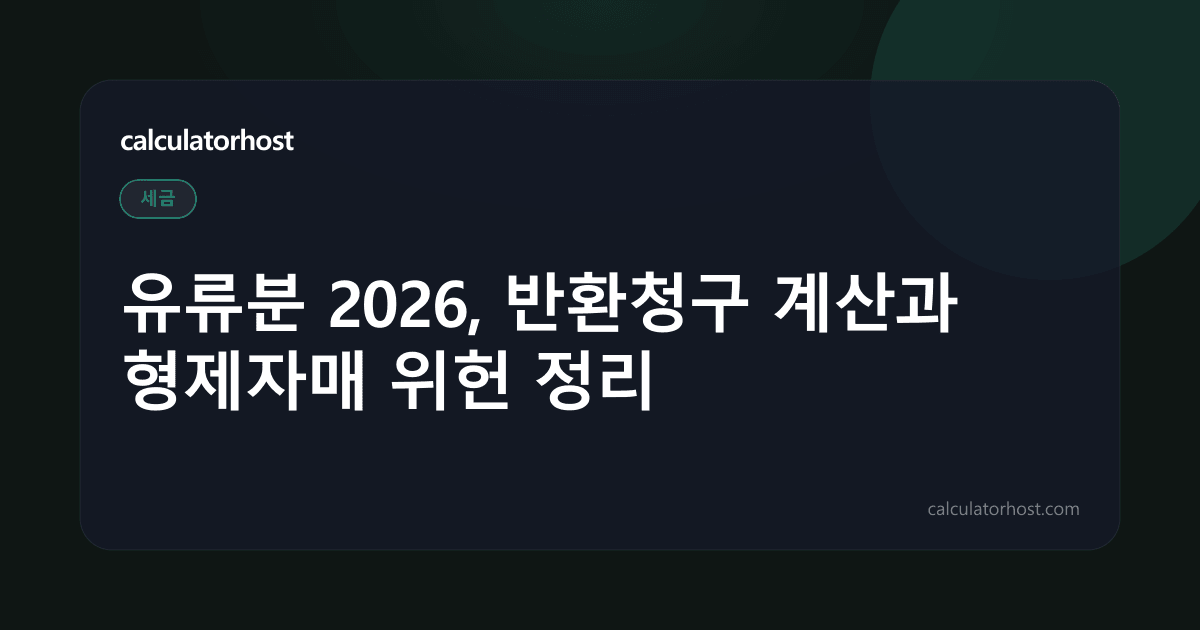 calculatorhost
세금
유류분 2026, 반환청구 계산과
형제자매 위헌 정리
calculatorhost.com